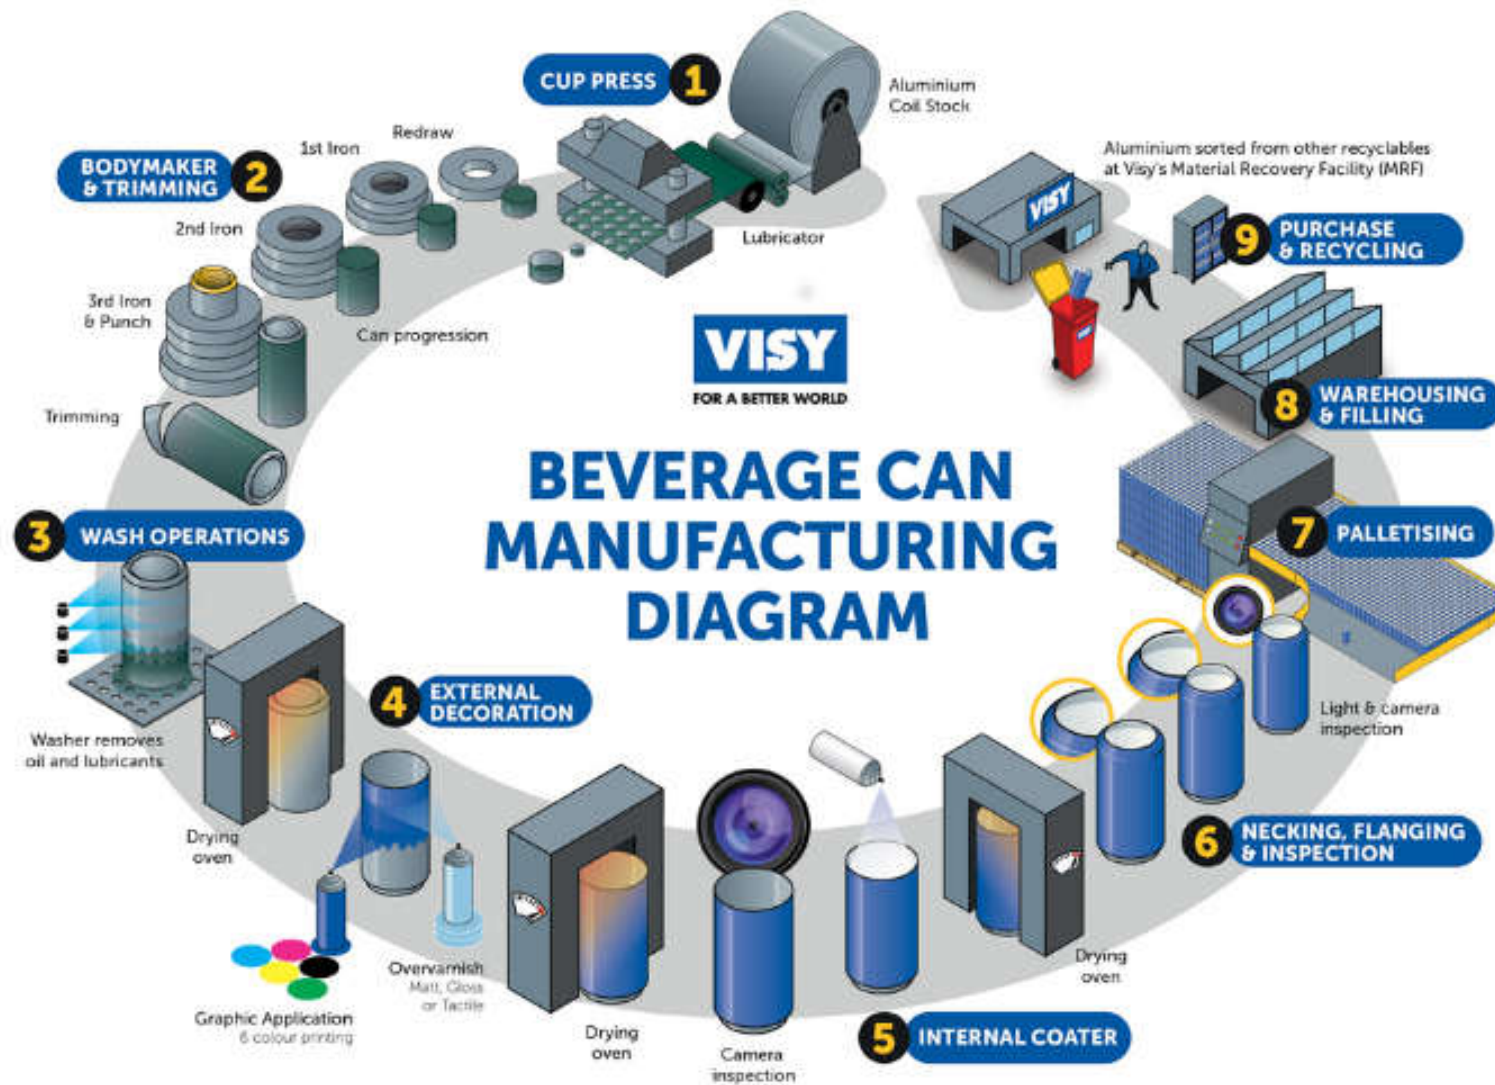 CUP PRESS 1
Aluminium
Coil Stock
Lubricator
BODYMAKER
& TRIMMING 2
Redraw
1st Iron
2nd Iron
3rd Iron
& Punch
Can progression
Trimming
3 WASH OPERATIONS
Washer removes
oil and lubricants
Drying
oven
4 EXTERNAL
DECORATION
Graphic Application
6 colour printing
Overvarnish
Matt, Gloss
or Tactile
Drying
oven
Camera
inspection
5 INTERNAL COATER
Drying
oven
6 NECKING, FLANGING
& INSPECTION
Light & camera
inspection
7 PALLETISING
8 WAREHOUSING
& FILLING
9 PURCHASE
& RECYCLING
Aluminium sorted from other recyclables
at Visy's Material Recovery Facility (MRF)
VISY
VISY
FOR A BETTER WORLD
BEVERAGE CAN
MANUFACTURING
DIAGRAM